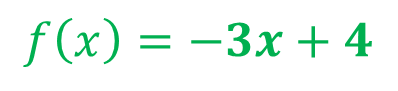 f(x) = −3x + 4